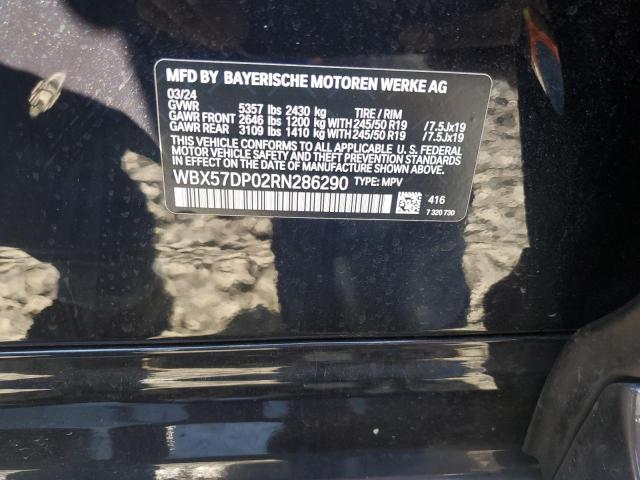 MFD BY BAYERISCHE MOTOREN WERKE AG
03/24
GVWR 5357 lbs 2430 kg TIRE / RIM
GAWR FRONT 2646 lbs 1200 kg WITH 245/50 R19 /7.5Jx19
GAWR REAR 3109 lbs 1410 kg WITH 245/50 R19 /7.5Jx19
THIS VEHICLE CONFORMS TO ALL APPLICABLE U. S. FEDERAL
MOTOR VEHICLE SAFETY, BUMPER, AND THEFT PREVENTION
STANDARDS IN EFFECT ON THE DATE OF MANUFACTURE SHOWN ABOVE.
WBX57DP02RN286290 TYPE: MPV
416
7 320 730